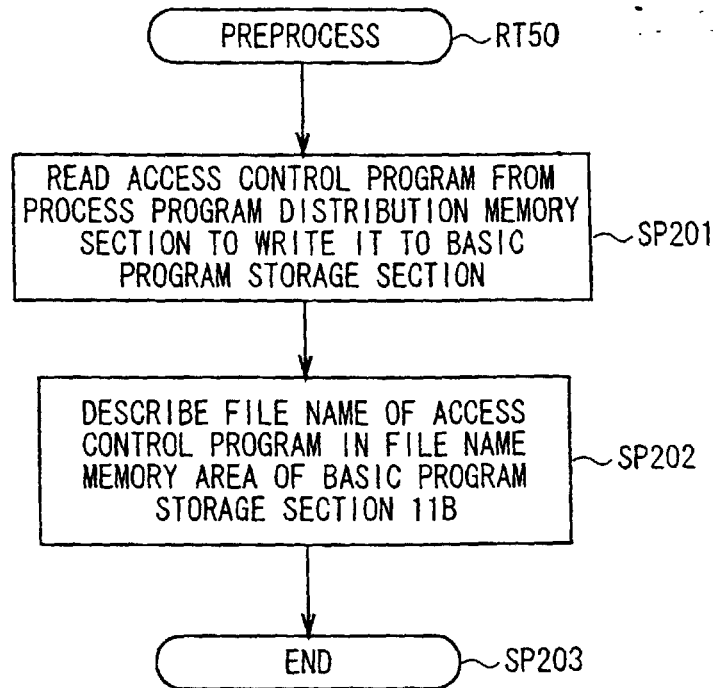 PREPROCESS
RT50
READ ACCESS CONTROL PROGRAM FROM
PROCESS PROGRAM DISTRIBUTION MEMORY
SECTION TO WRITE IT TO BASIC
PROGRAM STORAGE SECTION
SP201
DESCRIBE FILE NAME OF ACCESS
CONTROL PROGRAM IN FILE NAME
MEMORY AREA OF BASIC PROGRAM
STORAGE SECTION 11B
SP202
END
SP203